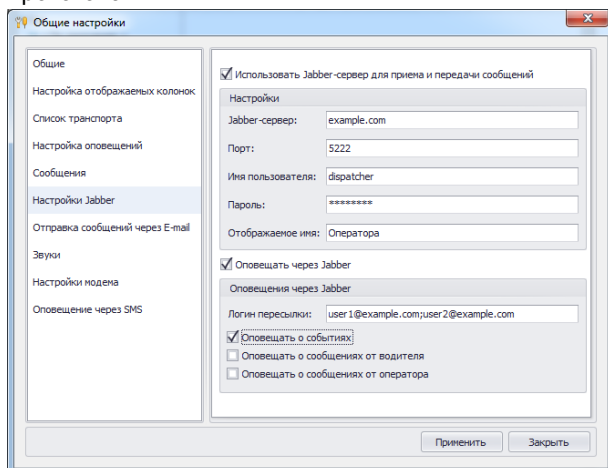 Общие настройки
Общие
Настройка отображаемых колонок
Список транспорта
Настройка оповещений
Сообщения
Настройки Jabber
Отправка сообщений через E-mail
Звуки
Настройки модема
Оповещение через SMS
Использовать Jabber-сервер для приема и передачи сообщений
Настройки
Jabber-сервер: example.com
Порт: 5222
Имя пользователя: dispatcher
Пароль: ********
Отображаемое имя: Оператора
Оповещать через Jabber
Оповещения через Jabber
Логин пересылки: user1@example.com;user2@example.com
Оповещать о событиях
Оповещать о сообщениях от водителя
Оповещать о сообщениях от оператора
Применить Закрыть